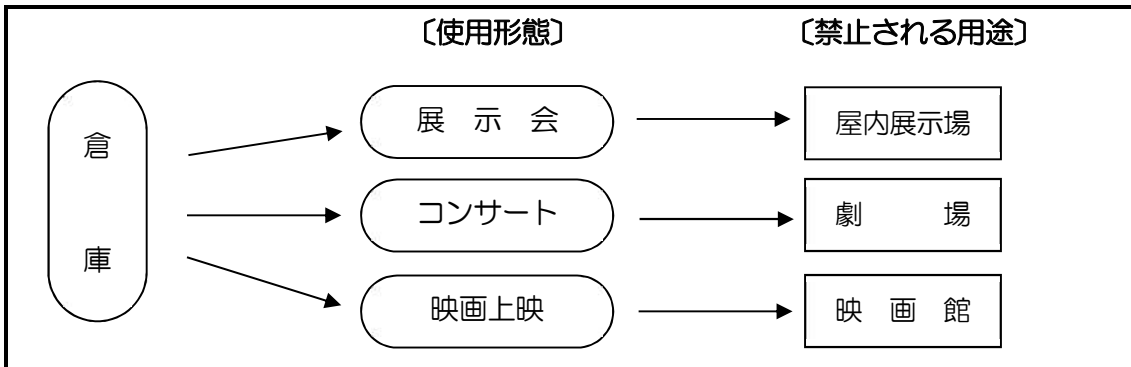 〔使用形態〕 〔禁止される用途〕
倉庫
展示会 屋内展示場
コンサート 劇場
映画上映 映画館